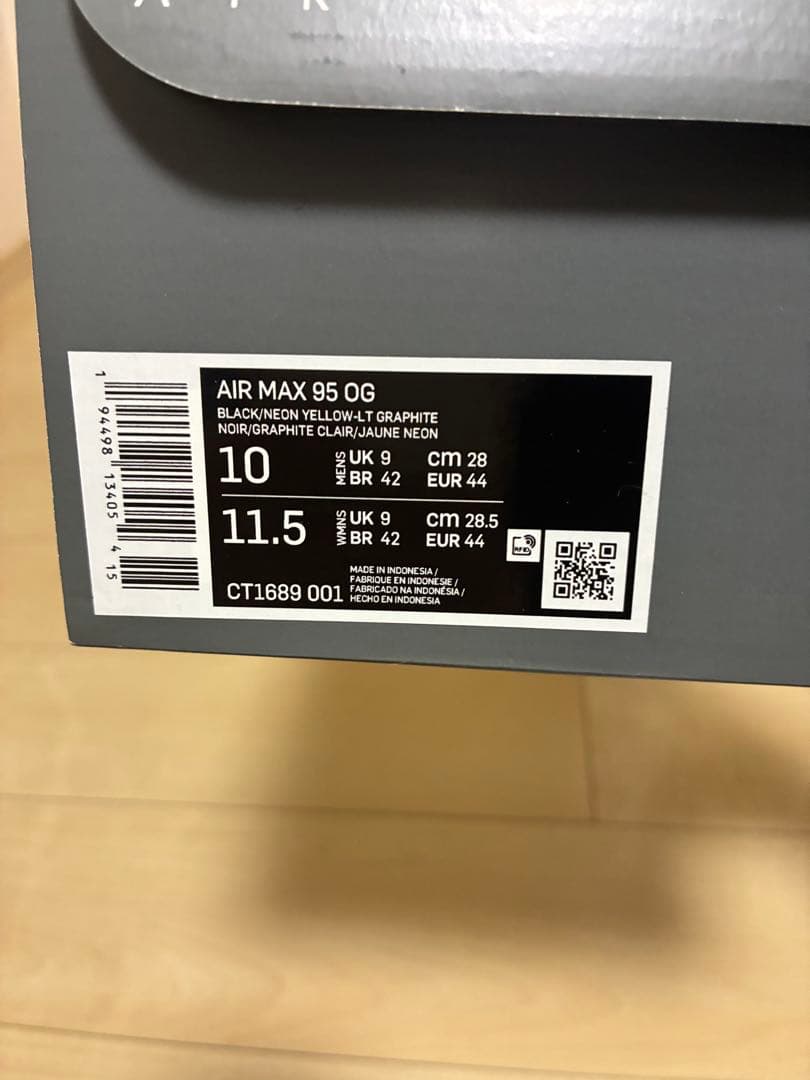 AIR
AIR MAX 95 OG
BLACK/NEON YELLOW-LT GRAPHITE
NOIR/GRAPHITE CLAIR/JAUNE NEON
10 MENS UK 9 cm 28
BR 42 EUR 44
11.5 WMNS UK 9 cm 28.5
BR 42 EUR 44
RFID
CT1689 001
MADE IN INDONESIA /
FABRIQUE EN INDONESIE /
FABRICADO NA INDONÉSIA /
HECHO EN INDONESIA
1 94498 13405 4 15